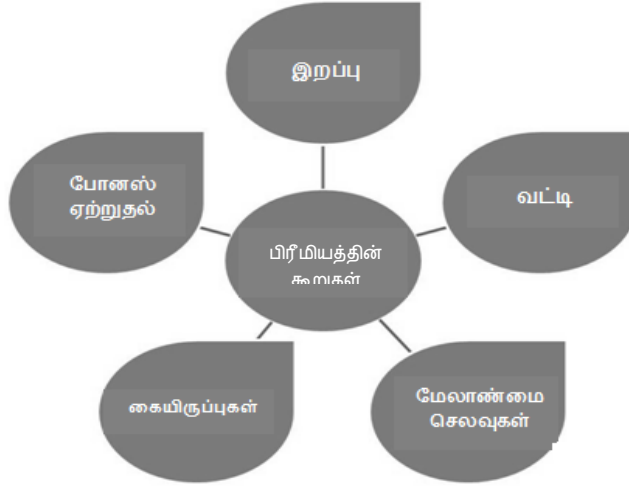 இறப்பு
போனஸ்
ஏற்றுதல்
வட்டி
பிரீமியத்தின்
கூறுகள்
கையிருப்புகள்
மேலாண்மை
செலவுகள்